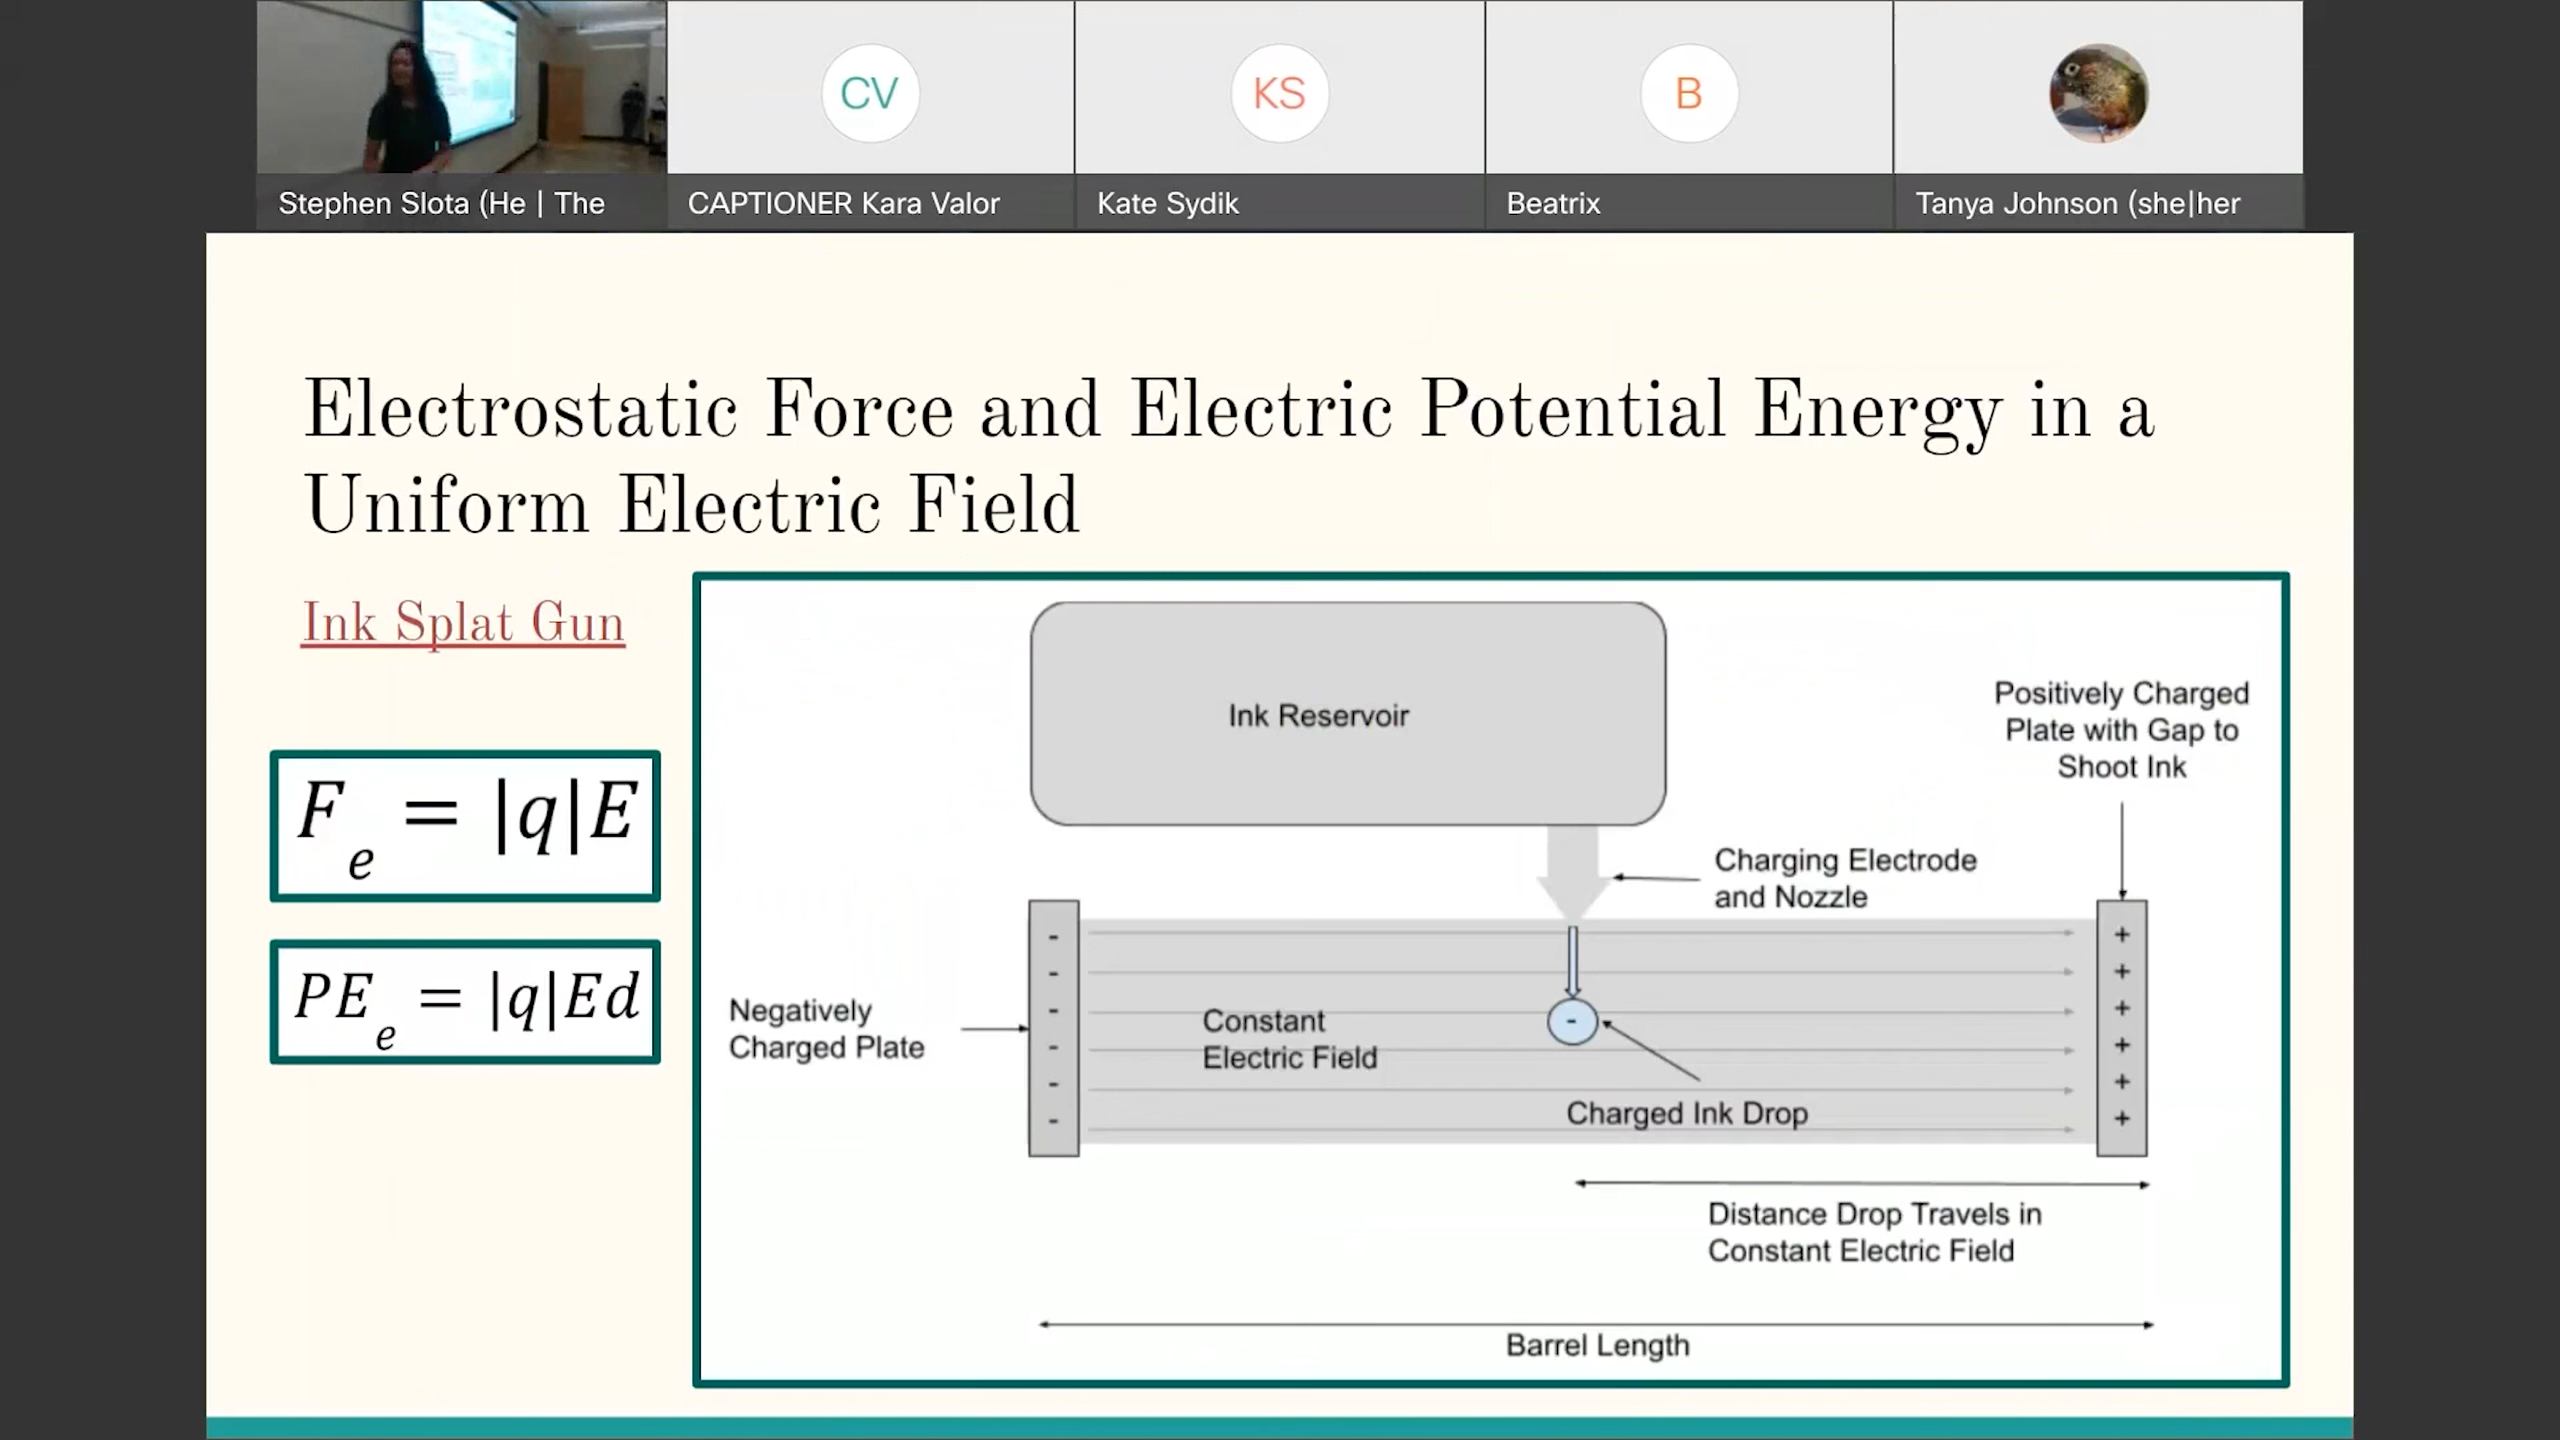 CV
KS
B
Stephen Slota (He | The
CAPTIONER Kara Valor
Kate Sydik
Beatrix
Tanya Johnson (she|her
Electrostatic Force and Electric Potential Energy in a
Uniform Electric Field
Ink Splat Gun
F_e = |q|E
PE_e = |q|Ed
Ink Reservoir
Positively Charged
Plate with Gap to
Shoot Ink
Charging Electrode
and Nozzle
Negatively
Charged Plate
- - - - - -
Constant
Electric Field
-
+ + + + + +
Charged Ink Drop
Distance Drop Travels in
Constant Electric Field
Barrel Length